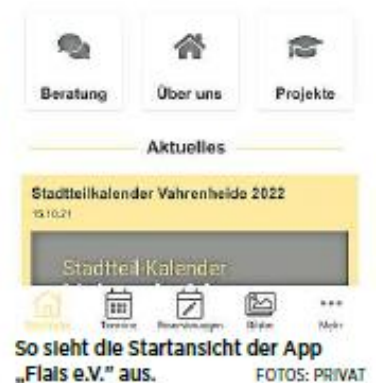 Beratung Über uns Projekte
Aktuelles
Stadtteilkalender Vahrenheide 2022
15.10.21
Stadtteil-Kalender
Termine Bilder Mehr
So sieht die Startansicht der App
„Flais e.V." aus. FOTOS: PRIVAT